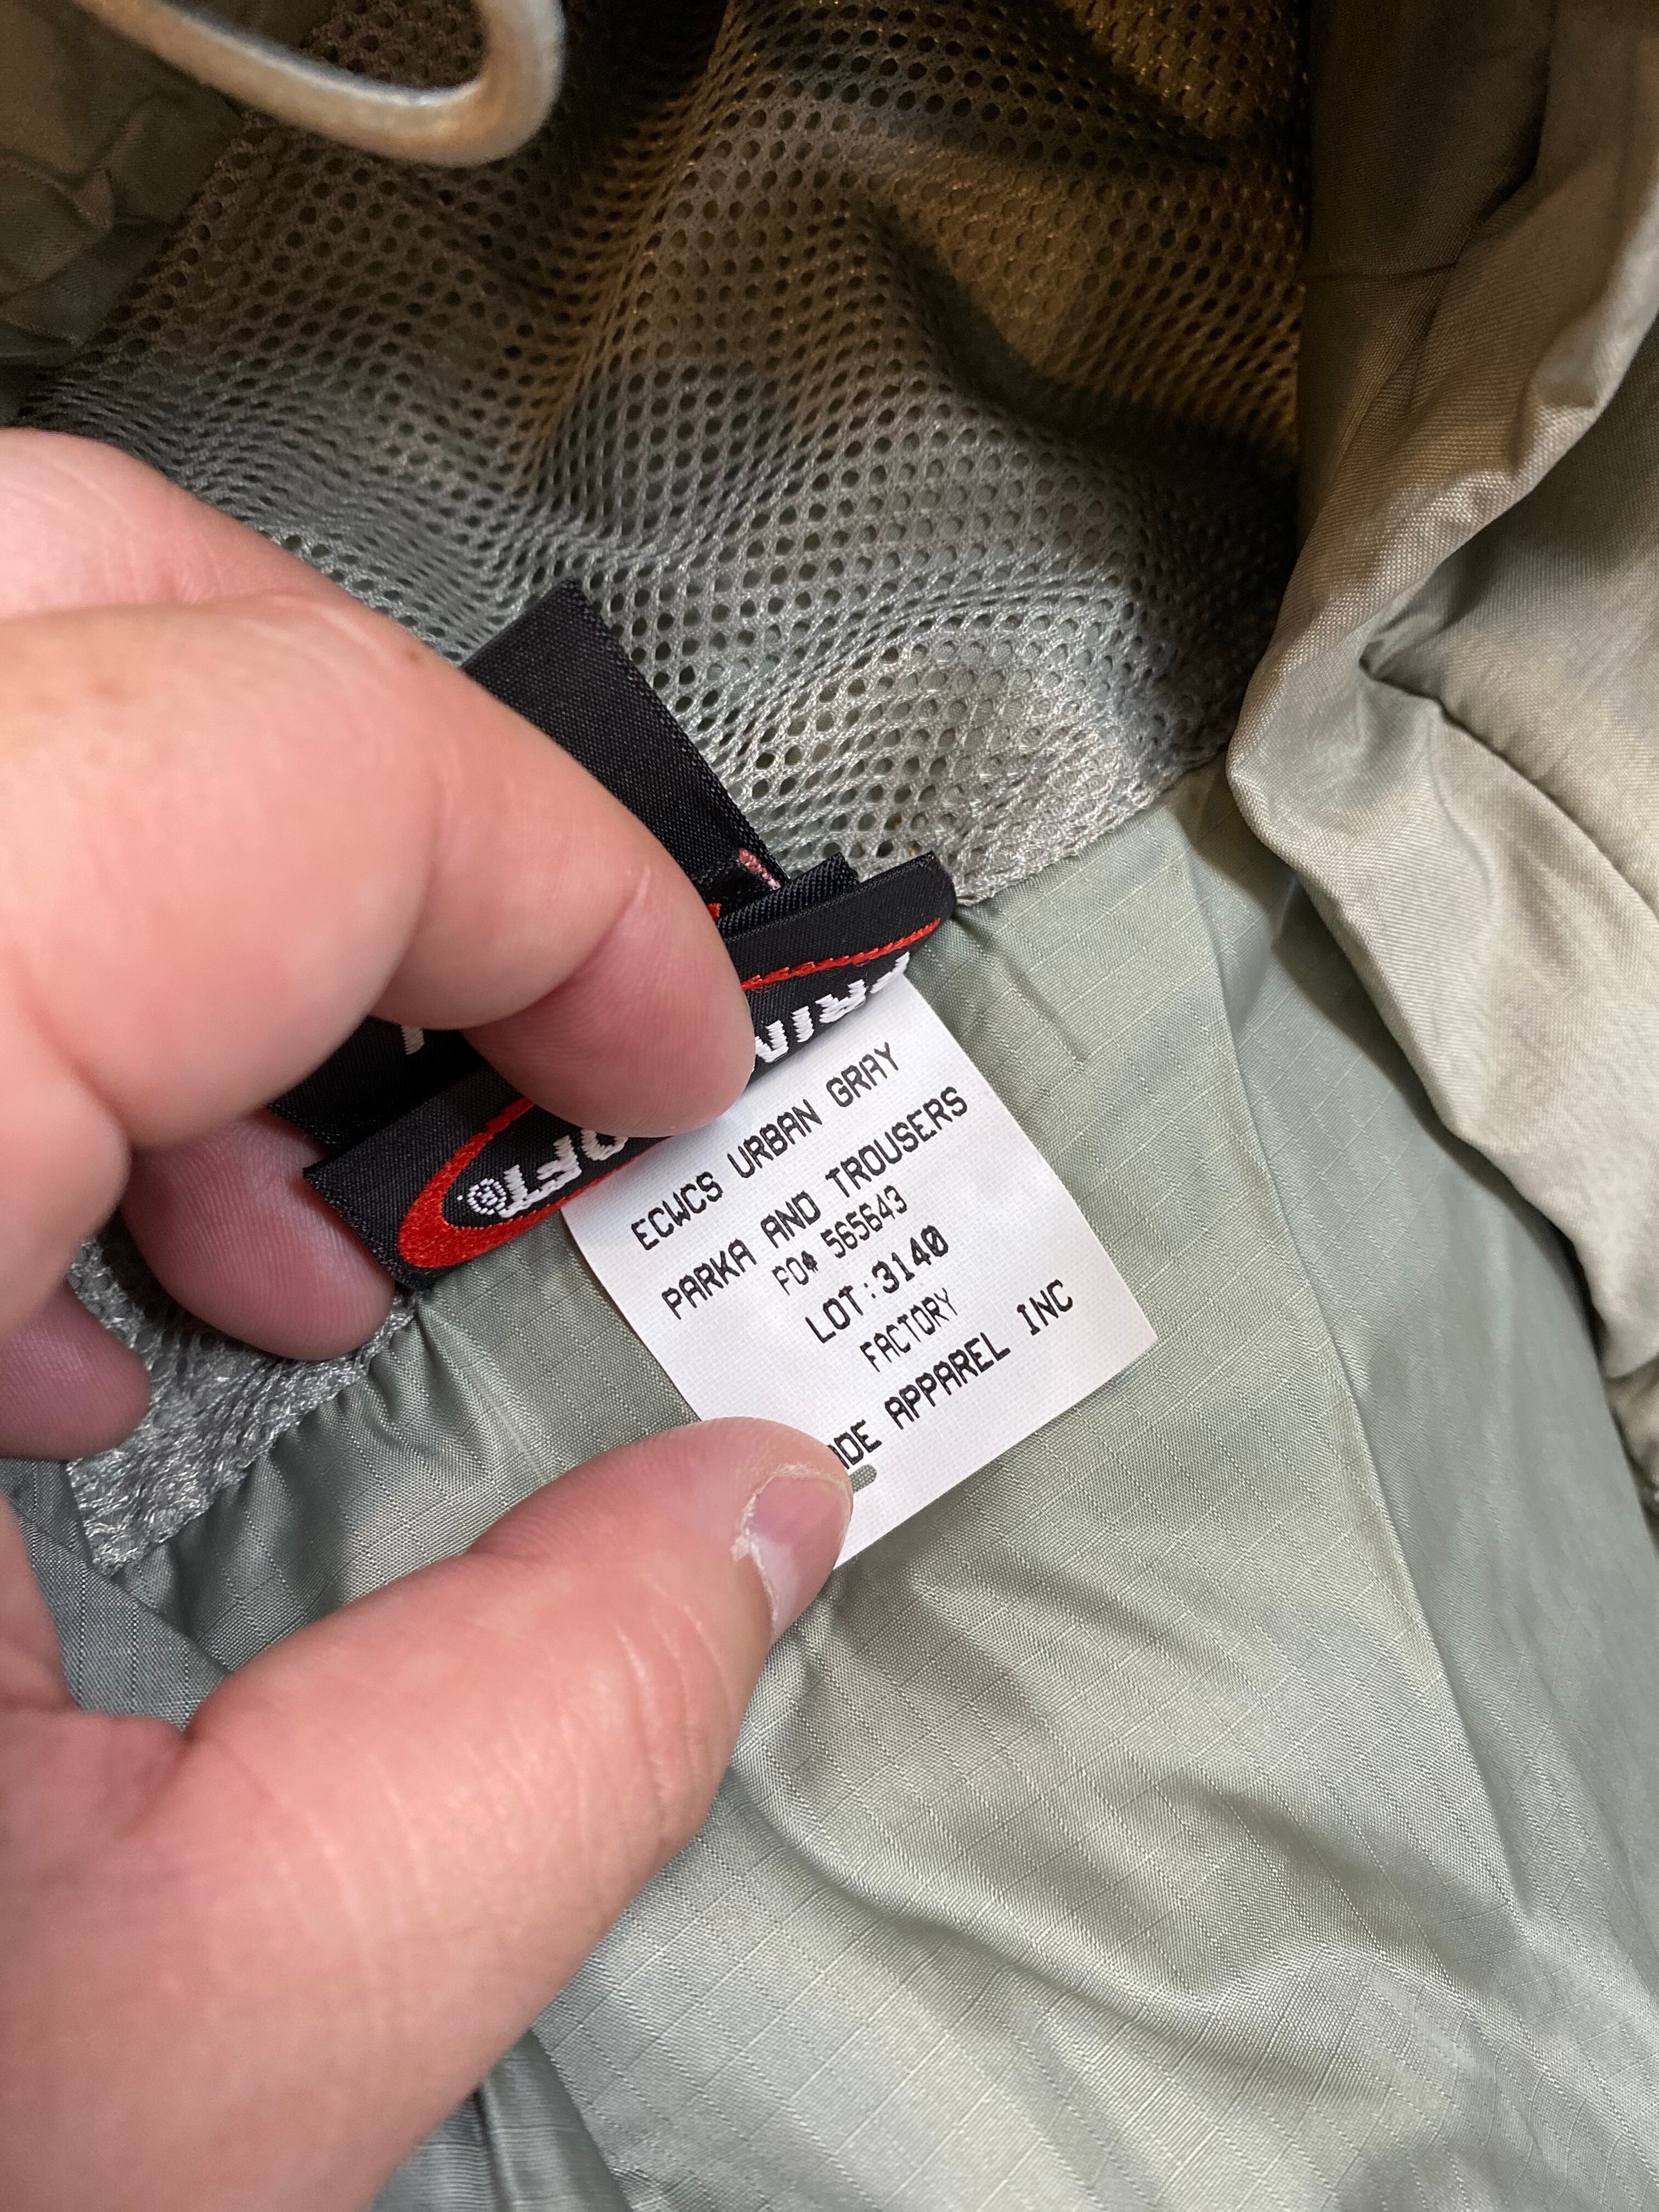 ECWCS URBAN GRAY
PARKA AND TROUSERS
PO# 565643
LOT:3140
FACTORY
APPAREL INC